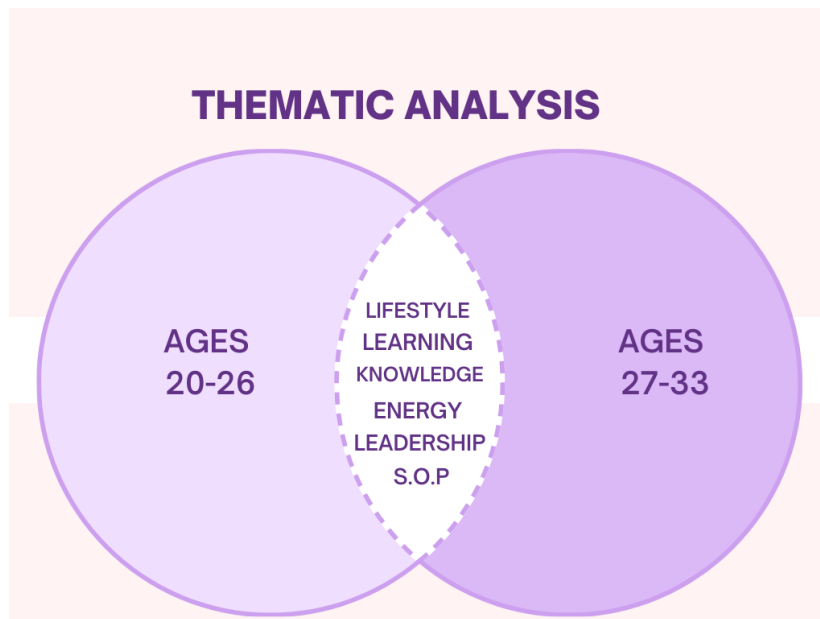 THEMATIC ANALYSIS
AGES
20-26
LIFESTYLE
LEARNING
KNOWLEDGE
ENERGY
LEADERSHIP
S.O.P
AGES
27-33